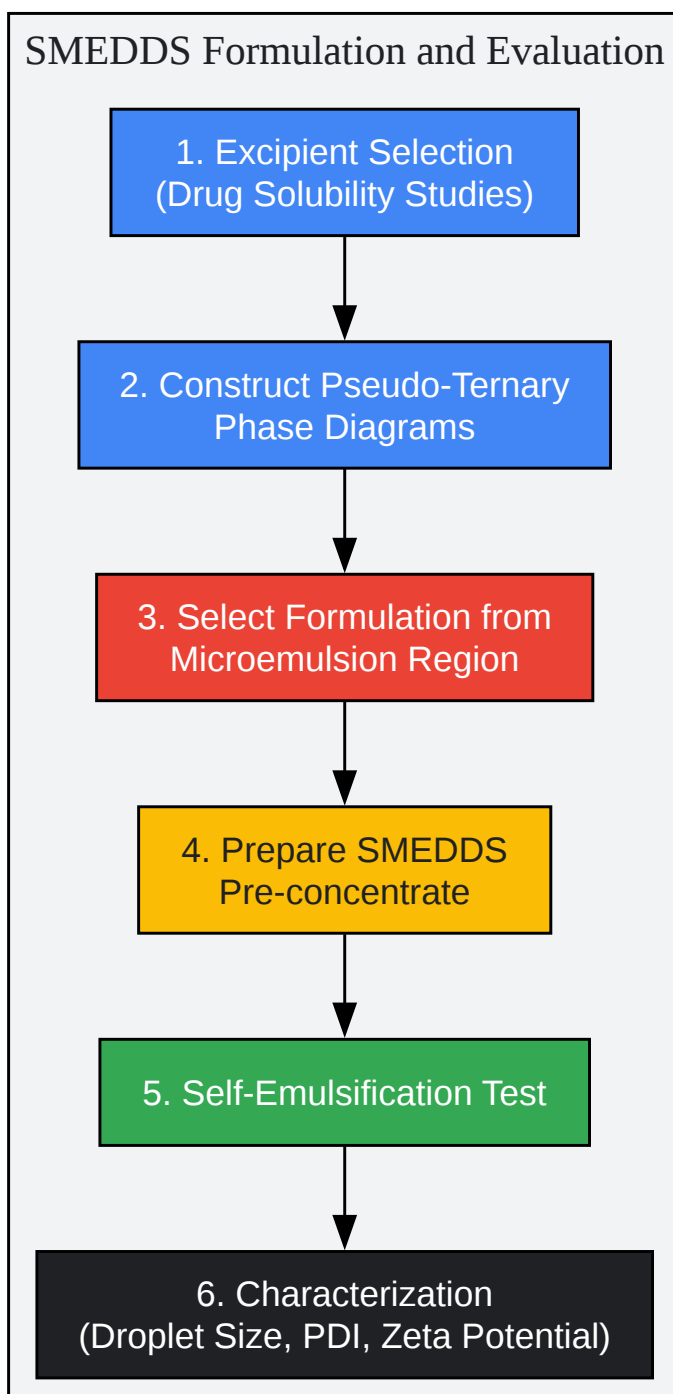 SMEDDS Formulation and Evaluation
1. Excipient Selection
(Drug Solubility Studies)
2. Construct Pseudo-Ternary
Phase Diagrams
3. Select Formulation from
Microemulsion Region
4. Prepare SMEDDS
Pre-concentrate
5. Self-Emulsification Test
6. Characterization
(Droplet Size, PDI, Zeta Potential)